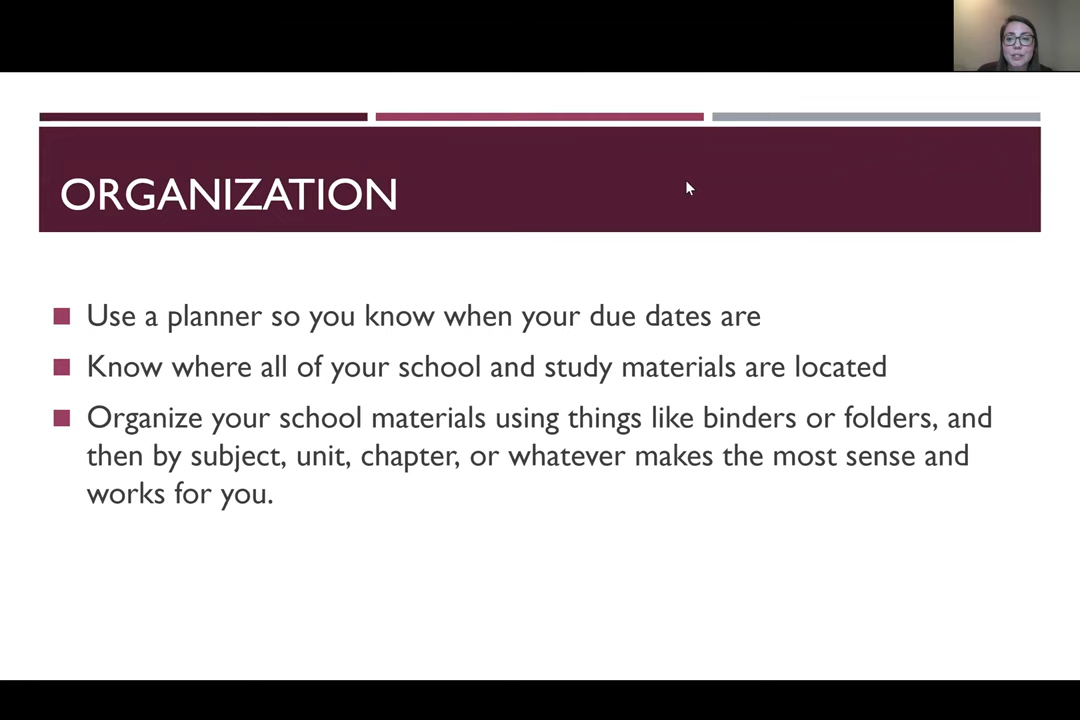 ORGANIZATION
Use a planner so you know when your due dates are
Know where all of your school and study materials are located
Organize your school materials using things like binders or folders, and
then by subject, unit, chapter, or whatever makes the most sense and
works for you.